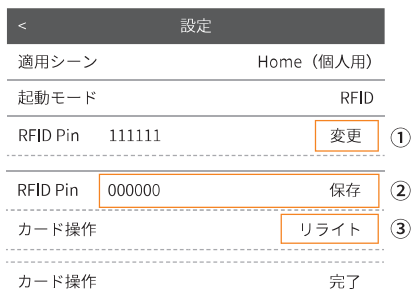 < 設定
適用シーン Home（個人用）
起動モード RFID
RFID Pin 111111 変更 ①
RFID Pin 000000 保存 ②
カード操作 リライト ③
カード操作 完了